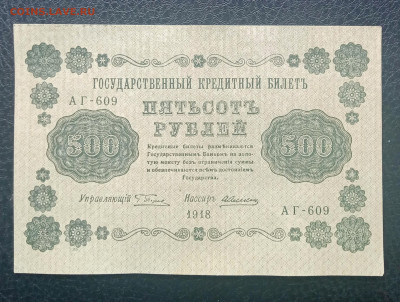 COINS.LAVE.RU
ГОСУДАРСТВЕННЫЙ КРЕДИТНЫЙ БИЛЕТЪ
АГ-609
ПЯТЬСОТЪ
РУБЛЕЙ
500 500
Кредитные билеты размѣниваются
Государственнымъ Банкомъ на золотую
монету безъ ограниченія суммы
и обезпечиваются всѣмъ достояніемъ
Государства.
Управляющій Кассиръ
1918
АГ-609